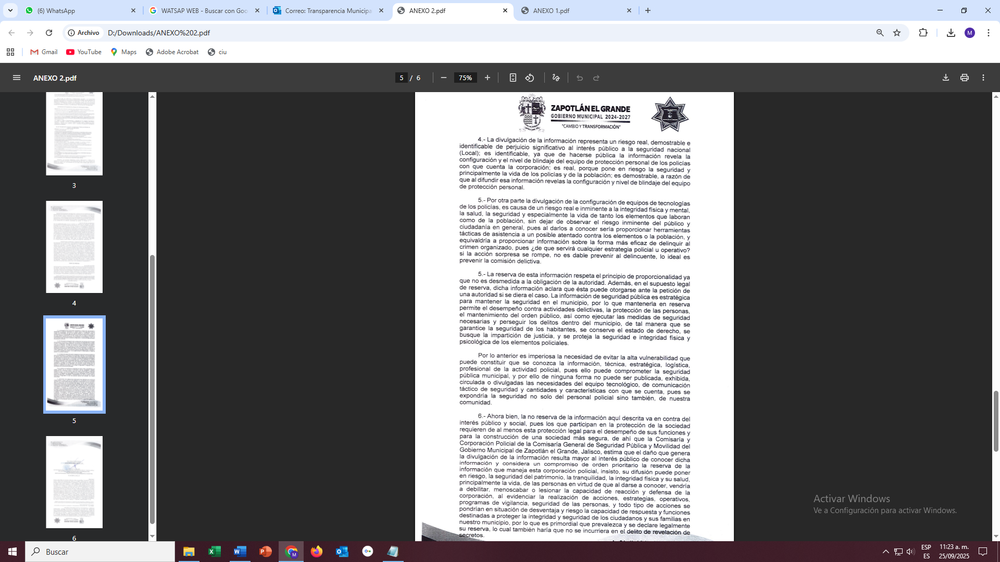 (6) WhatsApp
WATSAP WEB - Buscar con Goo
Correo: Transparencia Municipa
ANEXO 2.pdf
ANEXO 1.pdf
Archivo
D:/Downloads/ANEXO%202.pdf
M
Gmail
YouTube
Maps
Adobe Acrobat
ciu
ANEXO 2.pdf
5 / 6
75%
3
4
5
6
ZAPOTLÁN EL GRANDE
GOBIERNO MUNICIPAL 2024-2027
"CAMBIO Y TRANSFORMACIÓN"
4.- La divulgación de la información representa un riesgo real, demostrable e
identificable de perjuicio significativo al interés público a la seguridad nacional
(Local); es identificable, ya que de hacerse pública la información revela la
configuración y el nivel de blindaje del equipo de protección personal de los policías
con que cuenta la corporación; es real, porque pone en riesgo la seguridad y
principalmente la vida de los policías y de la población; es demostrable, a razón de
que al difundir esa información revelas la configuración y nivel de blindaje del equipo
de protección personal.
5.- Por otra parte la divulgación de la configuración de equipos de tecnologías
de los policías, es causa de un riesgo real e inminente a la integridad física y mental,
la salud, la seguridad y especialmente la vida de tanto los elementos que laboran
como de la población, sin dejar de observar el riesgo inminente del público y
ciudadanía en general, pues al darlos a conocer sería proporcionar herramientas
tácticas de asistencia a un posible atentado contra los elementos o la población, y
equivaldría a proporcionar información sobre la forma más eficaz de delinquir al
crimen organizado, pues ¿de que servirá cualquier estrategia policial u operativo?
si la acción sorpresa se rompe, no es dable prevenir al delincuente, lo ideal es
prevenir la comisión delictiva.
5.- La reserva de esta información respeta el principio de proporcionalidad ya
que no es desmedida a la obligación de la autoridad. Además, en el supuesto legal
de reserva, dicha información aclara que ésta puede otorgarse ante la petición de
una autoridad si se diera el caso. La información de seguridad pública es estratégica
para mantener la seguridad en el municipio, por lo que mantenerla en reserva
permite el desempeño contra actividades delictivas, la protección de las personas,
el mantenimiento del orden público, así como ejecutar las medidas de seguridad
necesarias y perseguir los delitos dentro del municipio, de tal manera que se
garantice la seguridad de los habitantes, se conserve el estado de derecho, se
busque la impartición de justicia, y se proteja la seguridad e integridad física y
psicológica de los elementos policiales.
Por lo anterior es imperiosa la necesidad de evitar la alta vulnerabilidad que
puede constituir que se conozca la información, técnica, estratégica, logística,
profesional de la actividad policial, pues ello puede comprometer la seguridad
pública municipal, y por ello de ninguna forma no puede ser publicada, exhibida,
circulada o divulgadas las necesidades del equipo tecnológico, de comunicación
táctico de seguridad y cantidades y características con que se cuenta, pues se
expondría la seguridad no solo del personal policial sino también, de nuestra
comunidad.
6.- Ahora bien, la no reserva de la información aquí descrita va en contra del
interés público y social, pues los que participan en la protección de la sociedad
requieren de al menos esta protección legal para el desempeño de sus funciones y
para la construcción de una sociedad más segura, de ahí que la Comisaría y
Corporación Policial de la Comisaría General de Seguridad Pública y Movilidad del
Gobierno Municipal de Zapotlán el Grande, Jalisco, estima que el daño que genera
la divulgación de la información resulta mayor al interés público de conocer dicha
información y considera un compromiso de orden prioritario la reserva de la
información que maneja esta corporación policial, insisto, su difusión puede poner
en riesgo, la seguridad del patrimonio, la tranquilidad, la integridad física y su salud,
principalmente la vida, de las personas en virtud de que al darse a conocer, vendría
a debilitar, menoscabar o lesionar la capacidad de reacción y defensa de la
corporación, al evidenciar la realización de acciones, estrategias, operativos,
programas de vigilancia, seguridad de las personas, y todo tipo de acciones se
pondrían en situación de desventaja y riesgo la capacidad de respuesta y funciones
destinadas a proteger la integridad y seguridad de los ciudadanos y sus familias en
nuestro municipio, por lo que es primordial que prevalezca y se declare legalmente
su reserva, lo cual también haría que no se incurriera en el delito de revelación de
secretos.
Activar Windows
Ve a Configuración para activar Windows.
Buscar
ESP
ES
11:23 a. m.
25/09/2025